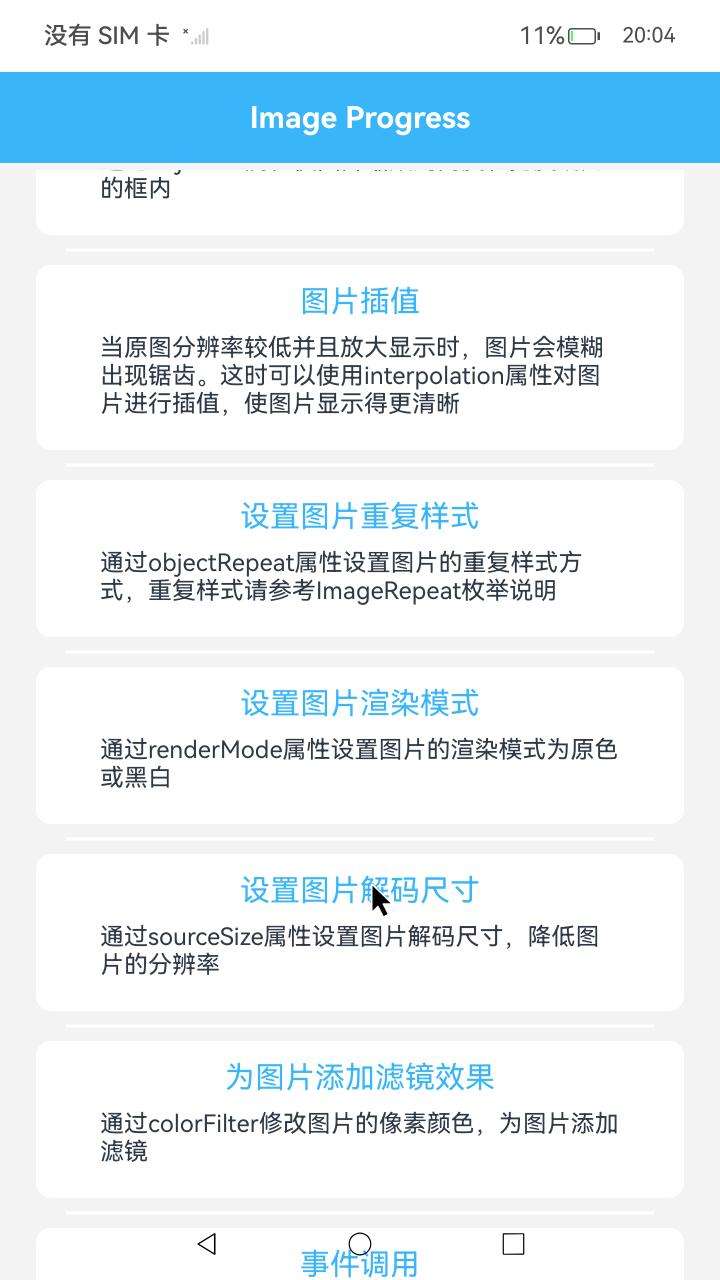 没有 SIM 卡
11%
20:04
Image Progress
的框内
图片插值
当原图分辨率较低并且放大显示时，图片会模糊
出现锯齿。这时可以使用interpolation属性对图
片进行插值，使图片显示得更清晰
设置图片重复样式
通过objectRepeat属性设置图片的重复样式方
式，重复样式请参考ImageRepeat枚举说明
设置图片渲染模式
通过renderMode属性设置图片的渲染模式为原色
或黑白
设置图片解码尺寸
通过sourceSize属性设置图片解码尺寸，降低图
片的分辨率
为图片添加滤镜效果
通过colorFilter修改图片的像素颜色，为图片添加
滤镜
事件调用